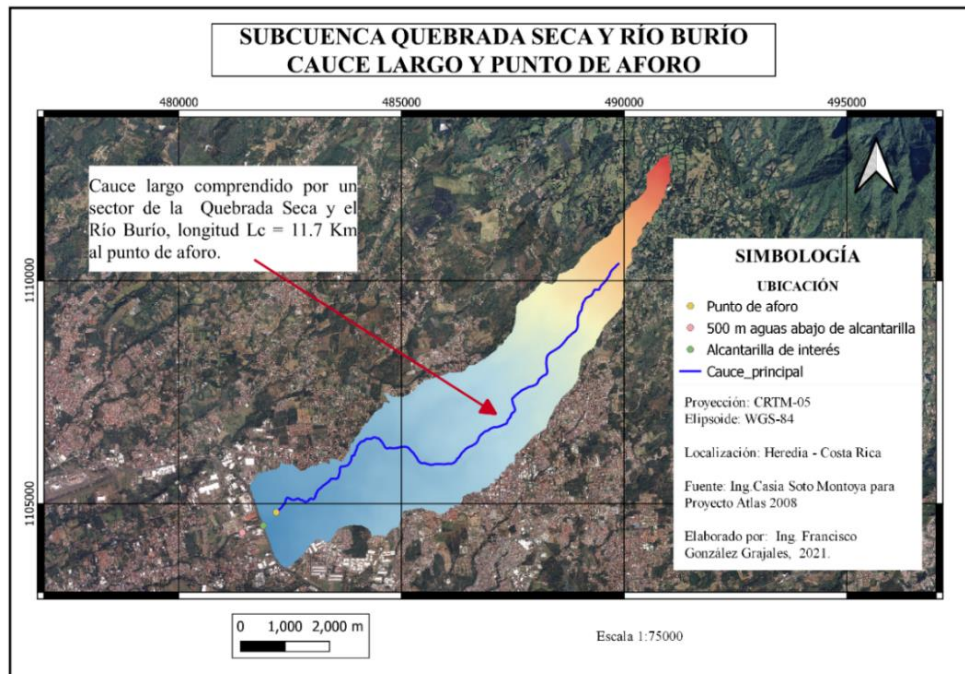 SUBCUENCA QUEBRADA SECA Y RÍO BURÍO
CAUCE LARGO Y PUNTO DE AFORO
480000
485000
490000
495000
Cauce largo comprendido por un
sector de la Quebrada Seca y el
Río Burío, longitud Lc = 11.7 Km
al punto de aforo.
1110000
1105000
SIMBOLOGÍA
UBICACIÓN
Punto de aforo
500 m aguas abajo de alcantarilla
Alcantarilla de interés
Cauce_principal
Proyección: CRTM-05
Elipsoide: WGS-84
Localización: Heredia - Costa Rica
Fuente: Ing.Casia Soto Montoya para
Proyecto Atlas 2008
Elaborado por: Ing. Francisco
González Grajales, 2021.
0 1,000 2,000 m
Escala 1:75000